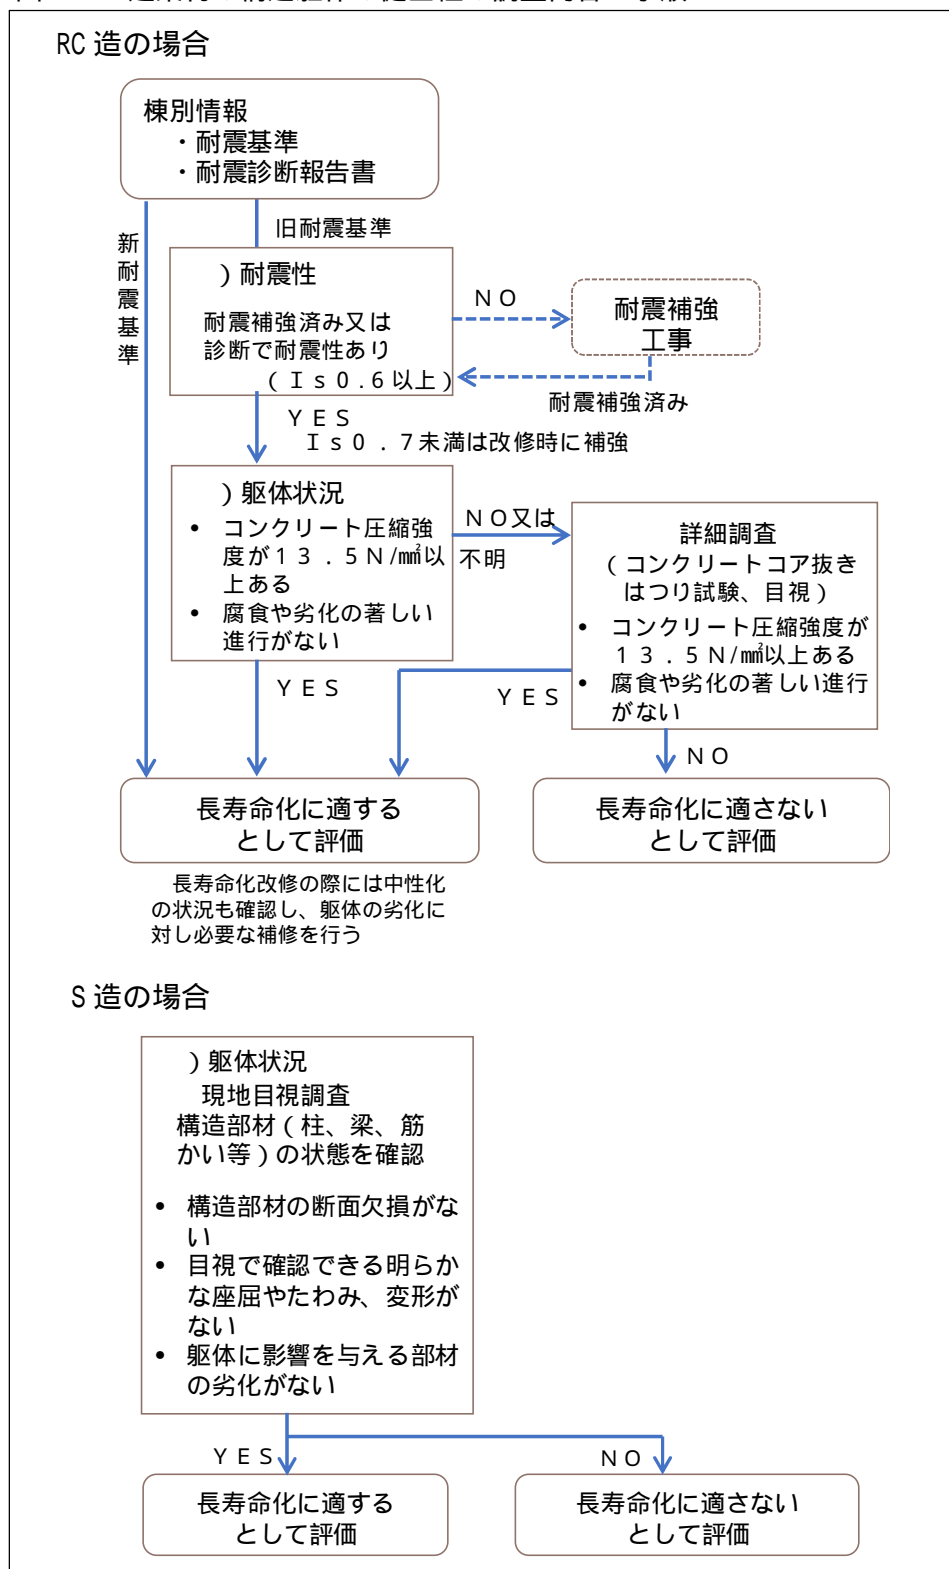 RC造の場合
棟別情報
・耐震基準
・耐震診断報告書
新耐震基準
旧耐震基準
）耐震性
耐震補強済み又は
診断で耐震性あり
（Ｉｓ0.6以上）
ＮＯ
耐震補強
工事
耐震補強済み
ＹＥＳ
Ｉｓ０．７未満は改修時に補強
）躯体状況
• コンクリート圧縮強
度が１３．５Ｎ/㎟以
上ある
• 腐食や劣化の著しい
進行がない
ＮＯ又は
不明
詳細調査
（コンクリートコア抜き
はつり試験、目視）
• コンクリート圧縮強度が
１３．５Ｎ/㎟以上ある
• 腐食や劣化の著しい進行
がない
ＹＥＳ
ＹＥＳ
ＮＯ
長寿命化に適する
として評価
長寿命化に適さない
として評価
長寿命化改修の際には中性化
の状況も確認し、躯体の劣化に
対し必要な補修を行う
S造の場合
）躯体状況
現地目視調査
構造部材（柱、梁、筋
かい等）の状態を確認
• 構造部材の断面欠損がな
い
• 目視で確認できる明らか
な座屈やたわみ、変形が
ない
• 躯体に影響を与える部材
の劣化がない
ＹＥＳ
ＮＯ
長寿命化に適する
として評価
長寿命化に適さない
として評価